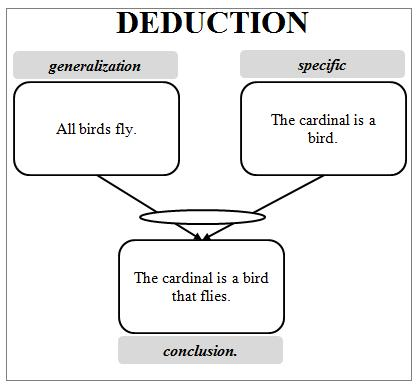 DEDUCTION
generalization
specific
All birds fly.
The cardinal is a
bird.
The cardinal is a bird
that flies.
conclusion.